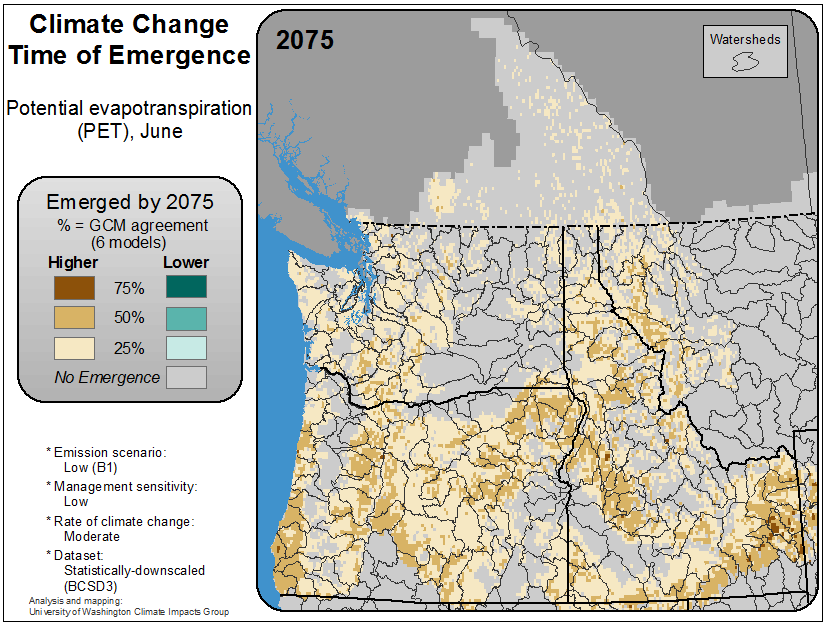 Climate Change
Time of Emergence
Potential evapotranspiration
(PET), June
2075
Watersheds
Emerged by 2075
% = GCM agreement
(6 models)
Higher Lower
75%
50%
25%
No Emergence
* Emission scenario:
Low (B1)
* Management sensitivity:
Low
* Rate of climate change:
Moderate
* Dataset:
Statistically-downscaled
(BCSD3)
Analysis and mapping:
University of Washington Climate Impacts Group